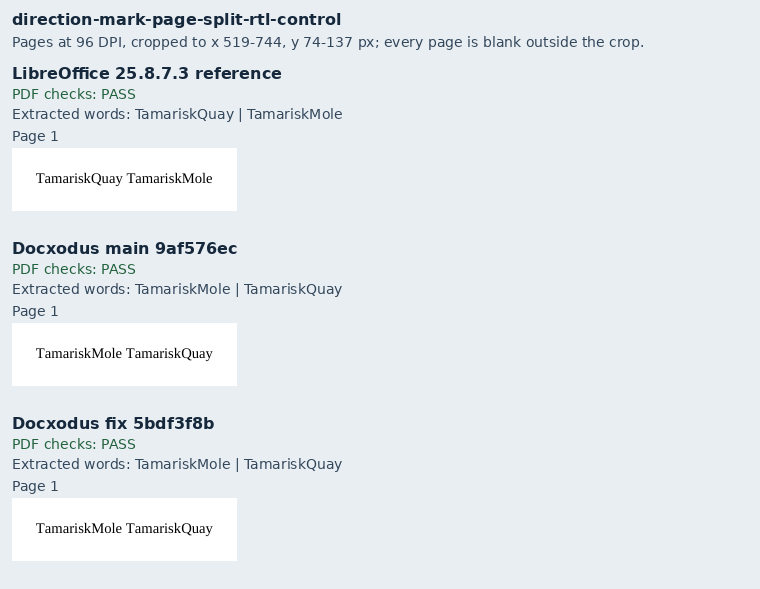 direction-mark-page-split-rtl-control
Pages at 96 DPI, cropped to x 519-744, y 74-137 px; every page is blank outside the crop.
LibreOffice 25.8.7.3 reference
PDF checks: PASS
Extracted words: TamariskQuay | TamariskMole
Page 1
TamariskQuay TamariskMole
Docxodus main 9af576ec
PDF checks: PASS
Extracted words: TamariskMole | TamariskQuay
Page 1
TamariskMole TamariskQuay
Docxodus fix 5bdf3f8b
PDF checks: PASS
Extracted words: TamariskMole | TamariskQuay
Page 1
TamariskMole TamariskQuay